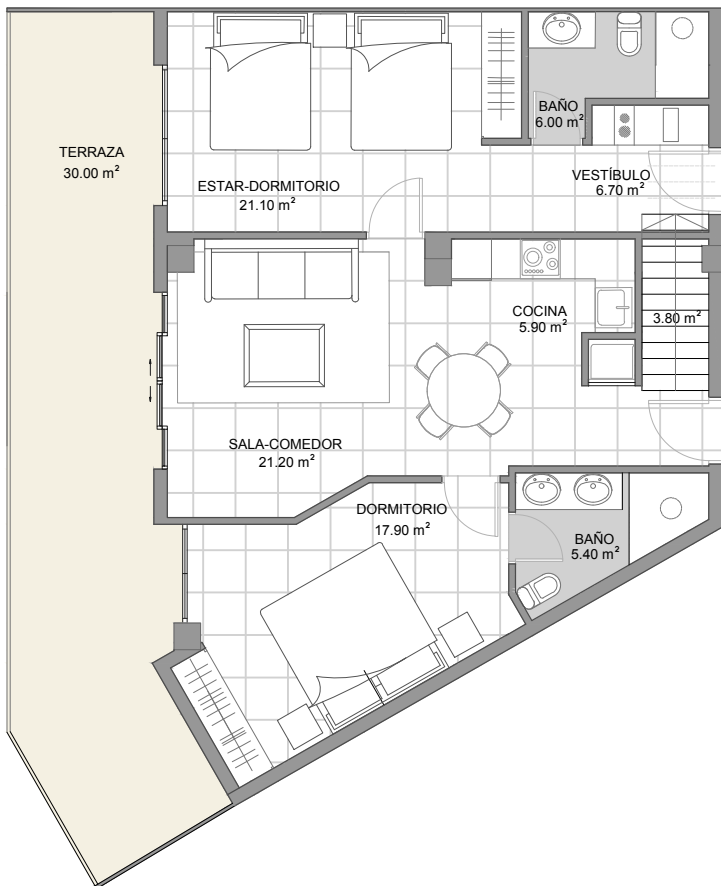 BAÑO
6.00 m²
TERRAZA
30.00 m²
VESTÍBULO
6.70 m²
ESTAR-DORMITORIO
21.10 m²
COCINA
5.90 m²
3.80 m²
SALA-COMEDOR
21.20 m²
DORMITORIO
17.90 m²
BAÑO
5.40 m²